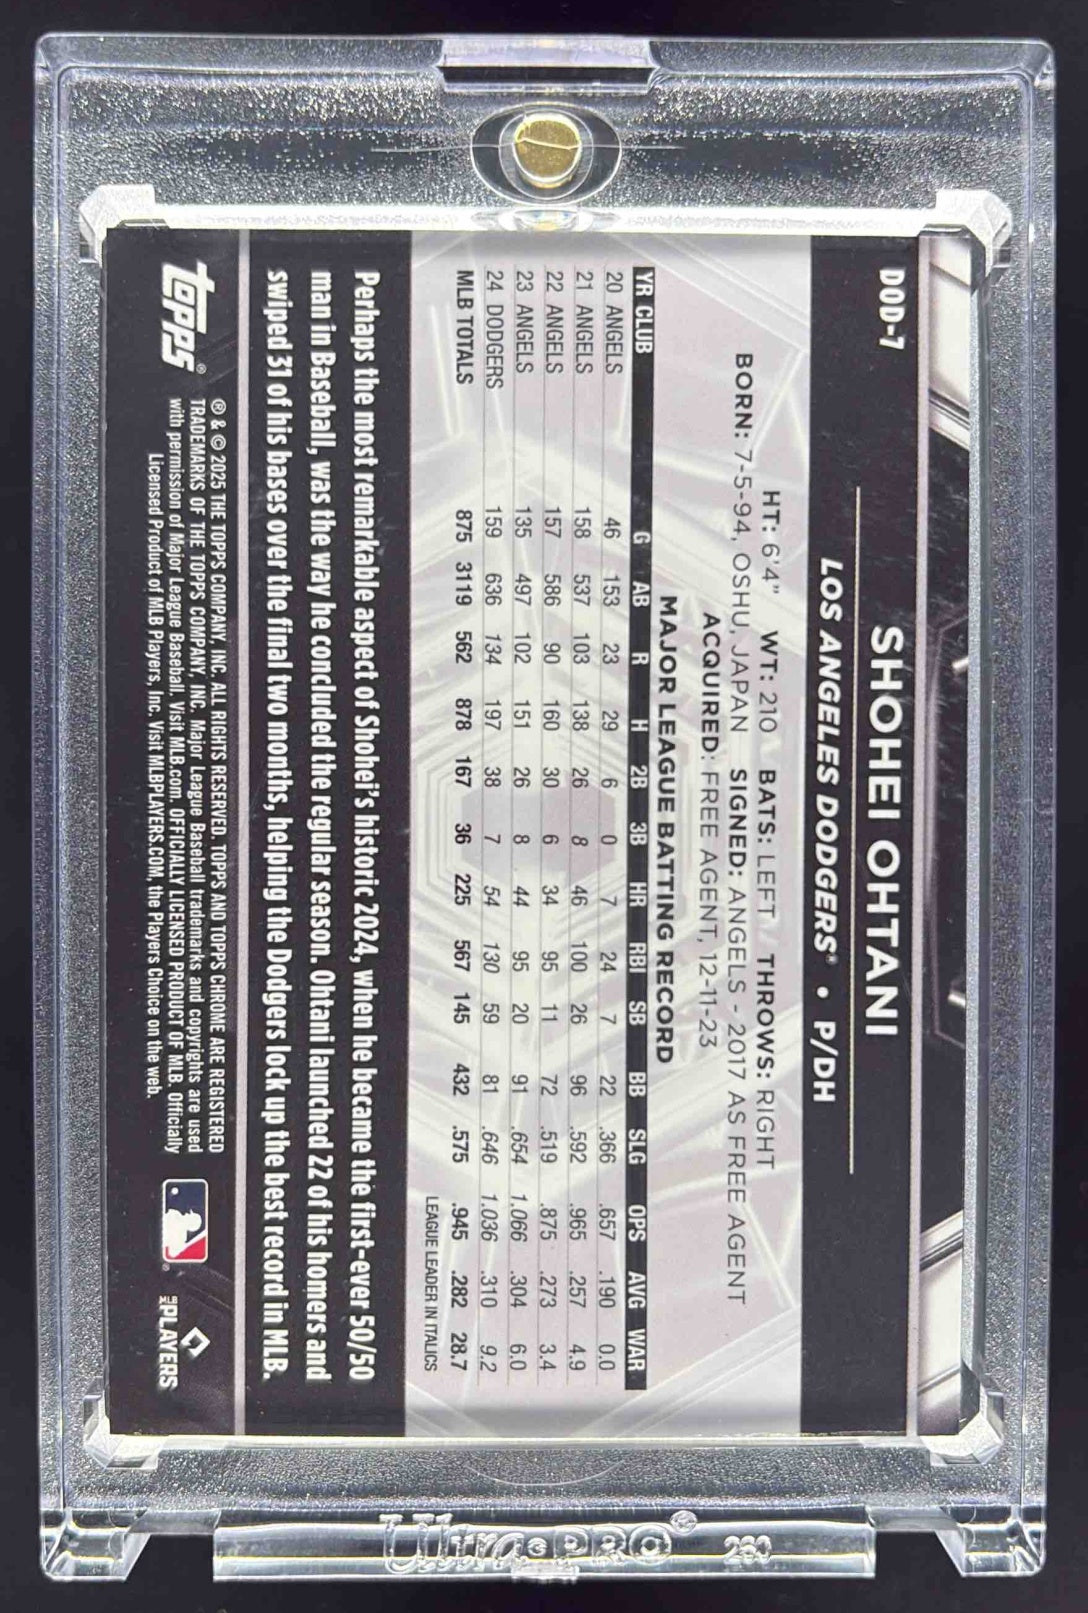 DOD-7
SHOHEI OHTANI
LOS ANGELES DODGERS® • P/DH
HT: 6'4" WT: 210 BATS: LEFT THROWS: RIGHT
BORN: 7-5-94, OSHU, JAPAN SIGNED: ANGELS - 2017 AS FREE AGENT
ACQUIRED: FREE AGENT, 12-11-23
MAJOR LEAGUE BATTING RECORD
YR CLUB G AB R H 2B 3B HR RBI SB BB SLG OPS AVG WAR
20 ANGELS 46 153 23 29 6 0 7 24 7 22 .366 .657 .190 0.0
21 ANGELS 158 537 103 138 26 8 46 100 26 96 .592 .965 .257 4.9
22 ANGELS 157 586 90 160 30 6 34 95 11 72 .519 .875 .273 3.4
23 ANGELS 135 497 102 151 26 8 44 95 20 91 .654 1.066 .304 6.0
24 DODGERS 159 636 134 197 38 7 54 130 59 81 .646 1.036 .310 9.2
MLB TOTALS 875 3119 562 878 167 36 225 567 145 432 .575 .945 .282 28.7
LEAGUE LEADER IN ITALICS
Perhaps the most remarkable aspect of Shohei's historic 2024, when he became the first-ever 50/50
man in Baseball, was the way he concluded the regular season. Ohtani launched 22 of his homers and
swiped 31 of his bases over the final two months, helping the Dodgers lock up the best record in MLB.
topps®
® & © 2025 THE TOPPS COMPANY, INC. ALL RIGHTS RESERVED. TOPPS AND TOPPS CHROME ARE REGISTERED
TRADEMARKS OF THE TOPPS COMPANY, INC. Major League Baseball trademarks and copyrights are used
with permission of Major League Baseball. Visit MLB.com. OFFICIALLY LICENSED PRODUCT OF MLB. Officially
Licensed Product of MLB Players, Inc. Visit MLBPLAYERS.COM, the Players Choice on the web.
MLB PLAYERS
Ultra•PRO®